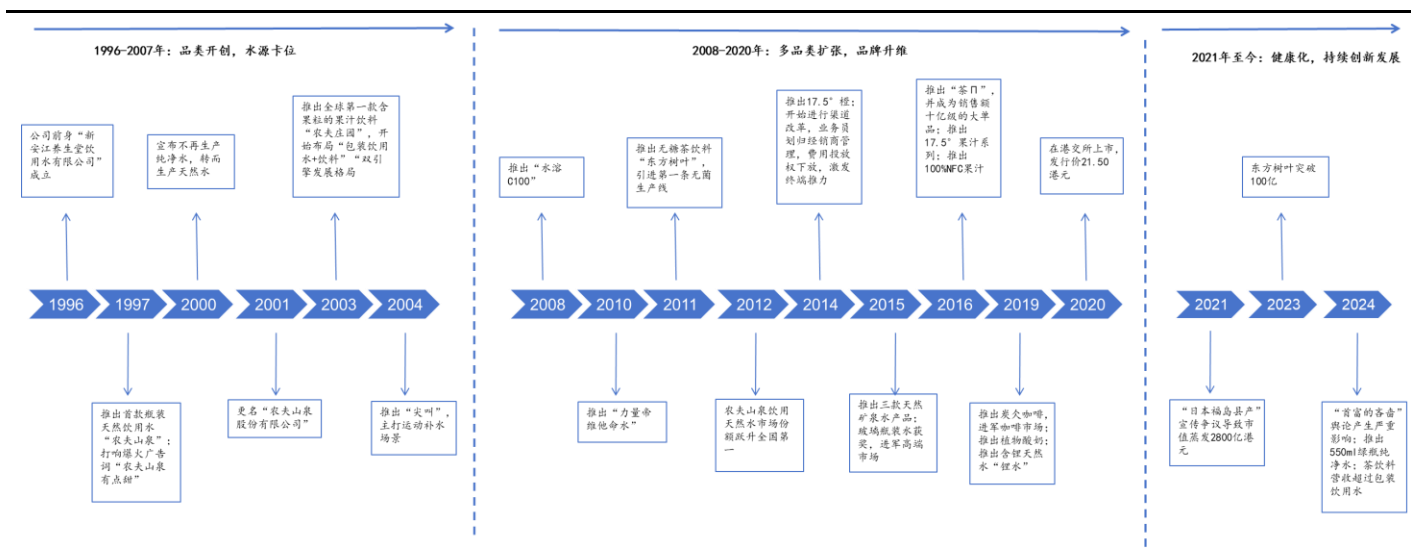 1996-2007年：品类开创，水源卡位
2008-2020年：多品类扩张，品牌升维
2021年至今：健康化，持续创新发展
公司前身“新
安江养生堂饮
用水有限公司”
成立
宣布不再生产
纯净水，转而
生产天然水
推出全球第一款含
果粒的果汁饮料
“农夫庄园”，开
始布局“包装饮用
水+饮料”“双引
擎发展格局
推出“水溶
C100”
推出无糖茶饮料
“东方树叶”，
引进第一条无菌
生产线
推出17.5°橙；
开始进行渠道
改革，业务员
划归经销商管
理，费用投放
权下放，激发
终端推力
推出“茶Π”，
并成为销售额
十亿级的大单
品；推出
17.5°果汁系
列；推出
100%NFC果汁
在港交所上市，
发行价21.50
港元
东方树叶突破
100亿
1996
1997
2000
2001
2003
2004
2008
2010
2011
2012
2014
2015
2016
2019
2020
2021
2023
2024
推出首款瓶装
天然饮用水
“农夫山泉”；
打响爆火广告
词“农夫山泉
有点甜”
更名“农夫山泉
股份有限公司”
推出“尖叫”，
主打运动补水
场景
推出“力量帝
维他命水”
农夫山泉饮用
天然水市场份
额跃升全国第
一
推出三款天然
矿泉水产品；
玻璃瓶装水获
奖，进军高端
市场
推出炭仌咖啡，
进军咖啡市场；
推出植物酸奶；
推出含锂天然
水“锂水”
“日本福岛县产”
宣传争议导致市
值蒸发2800亿港
元
“首富的吝啬”
舆论产生严重
影响；推出
550ml绿瓶纯
净水；茶饮料
营收超过包装
饮用水